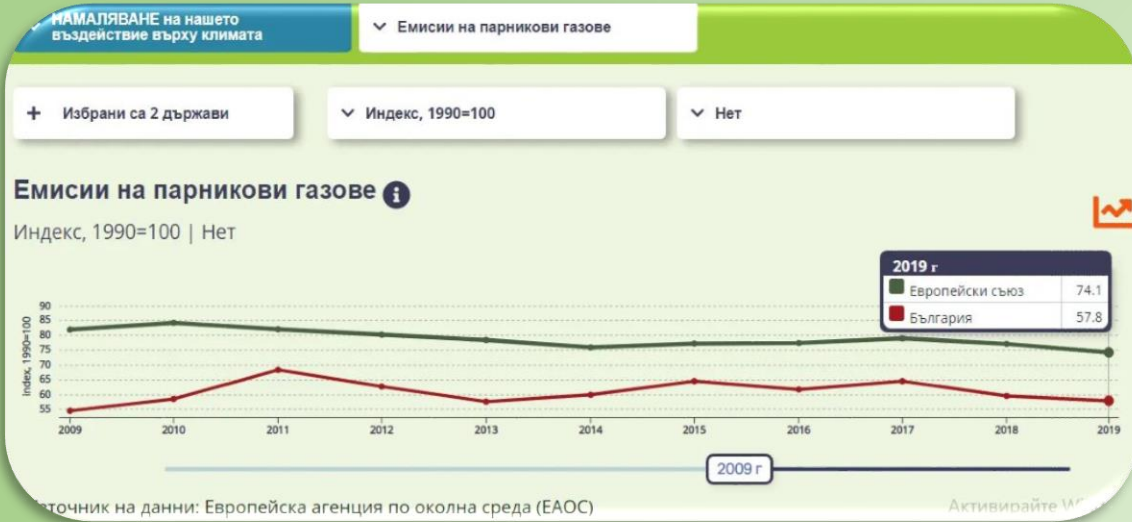 НАМАЛЯВАНЕ на нашето
въздействие върху климата
Емисии на парникови газове
+ Избрани са 2 държави
Индекс, 1990=100
Нет
Емисии на парникови газове i
Индекс, 1990=100 | Нет
2019 г
Европейски съюз 74.1
България 57.8
Index, 1990=100
90
85
80
75
70
65
60
55
2009 2010 2011 2012 2013 2014 2015 2016 2017 2018 2019
2009 г
на данни: Европейска агенция по околна среда (ЕАОС)
Активирайте